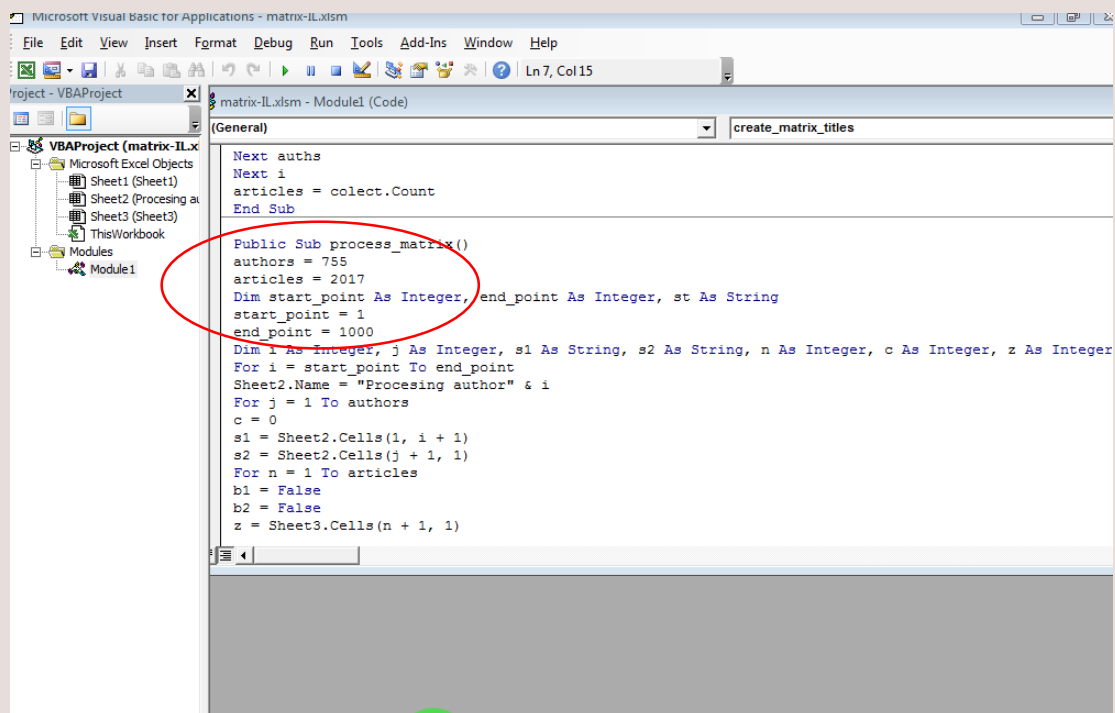 Microsoft Visual Basic for Applications - matrix-IL.xlsm
File Edit View Insert Format Debug Run Tools Add-Ins Window Help
Ln 7, Col 15
Project - VBAProject
matrix-IL.xlsm - Module1 (Code)
(General)
create_matrix_titles
VBAProject (matrix-IL.x
Microsoft Excel Objects
Sheet1 (Sheet1)
Sheet2 (Procesing au
Sheet3 (Sheet3)
ThisWorkbook
Modules
Module1
Next auths
Next i
articles = colect.Count
End Sub
Public Sub process_matrix()
authors = 755
articles = 2017
Dim start_point As Integer, end_point As Integer, st As String
start_point = 1
end_point = 1000
Dim i As Integer, j As Integer, s1 As String, s2 As String, n As Integer, c As Integer, z As Integer
For i = start_point To end_point
Sheet2.Name = "Procesing author" & i
For j = 1 To authors
c = 0
s1 = Sheet2.Cells(1, i + 1)
s2 = Sheet2.Cells(j + 1, 1)
For n = 1 To articles
b1 = False
b2 = False
z = Sheet3.Cells(n + 1, 1)